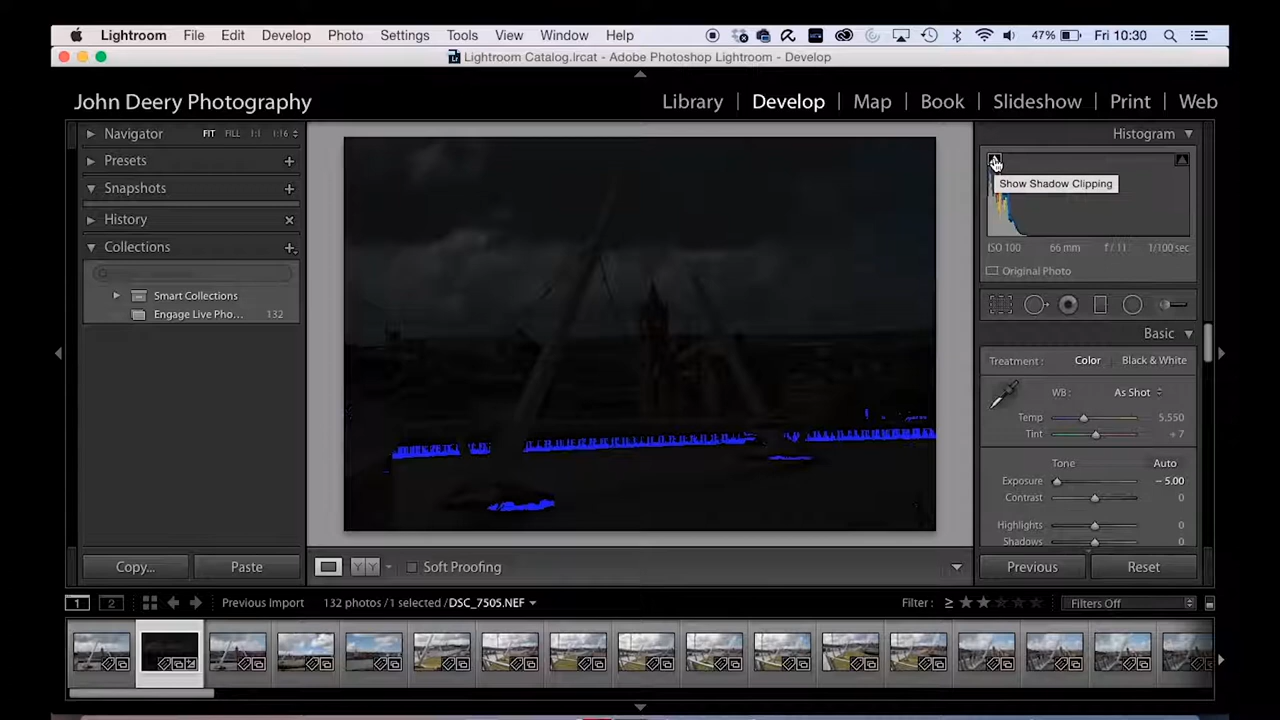 Lightroom File Edit Develop Photo Settings Tools View Window Help 47% Fri 10:30
Lightroom Catalog.lrcat - Adobe Photoshop Lightroom - Develop
John Deery Photography
Library | Develop | Map | Book | Slideshow | Print | Web
Navigator FIT FILL 1:1 1:16
Presets
Snapshots
History
Collections
Smart Collections
Engage Live Pho... 132
Copy... Paste
Histogram
Show Shadow Clipping
ISO 100 66 mm f / 11 1/100 sec
Original Photo
Basic
Treatment : Color Black & White
WB: As Shot
Temp 5,550
Tint + 7
Tone Auto
Exposure - 5.00
Contrast 0
Highlights 0
Shadows 0
Previous Reset
Y Y Soft Proofing
1 2 Previous Import 132 photos / 1 selected / DSC_7505.NEF Filter : ≥ Filters Off